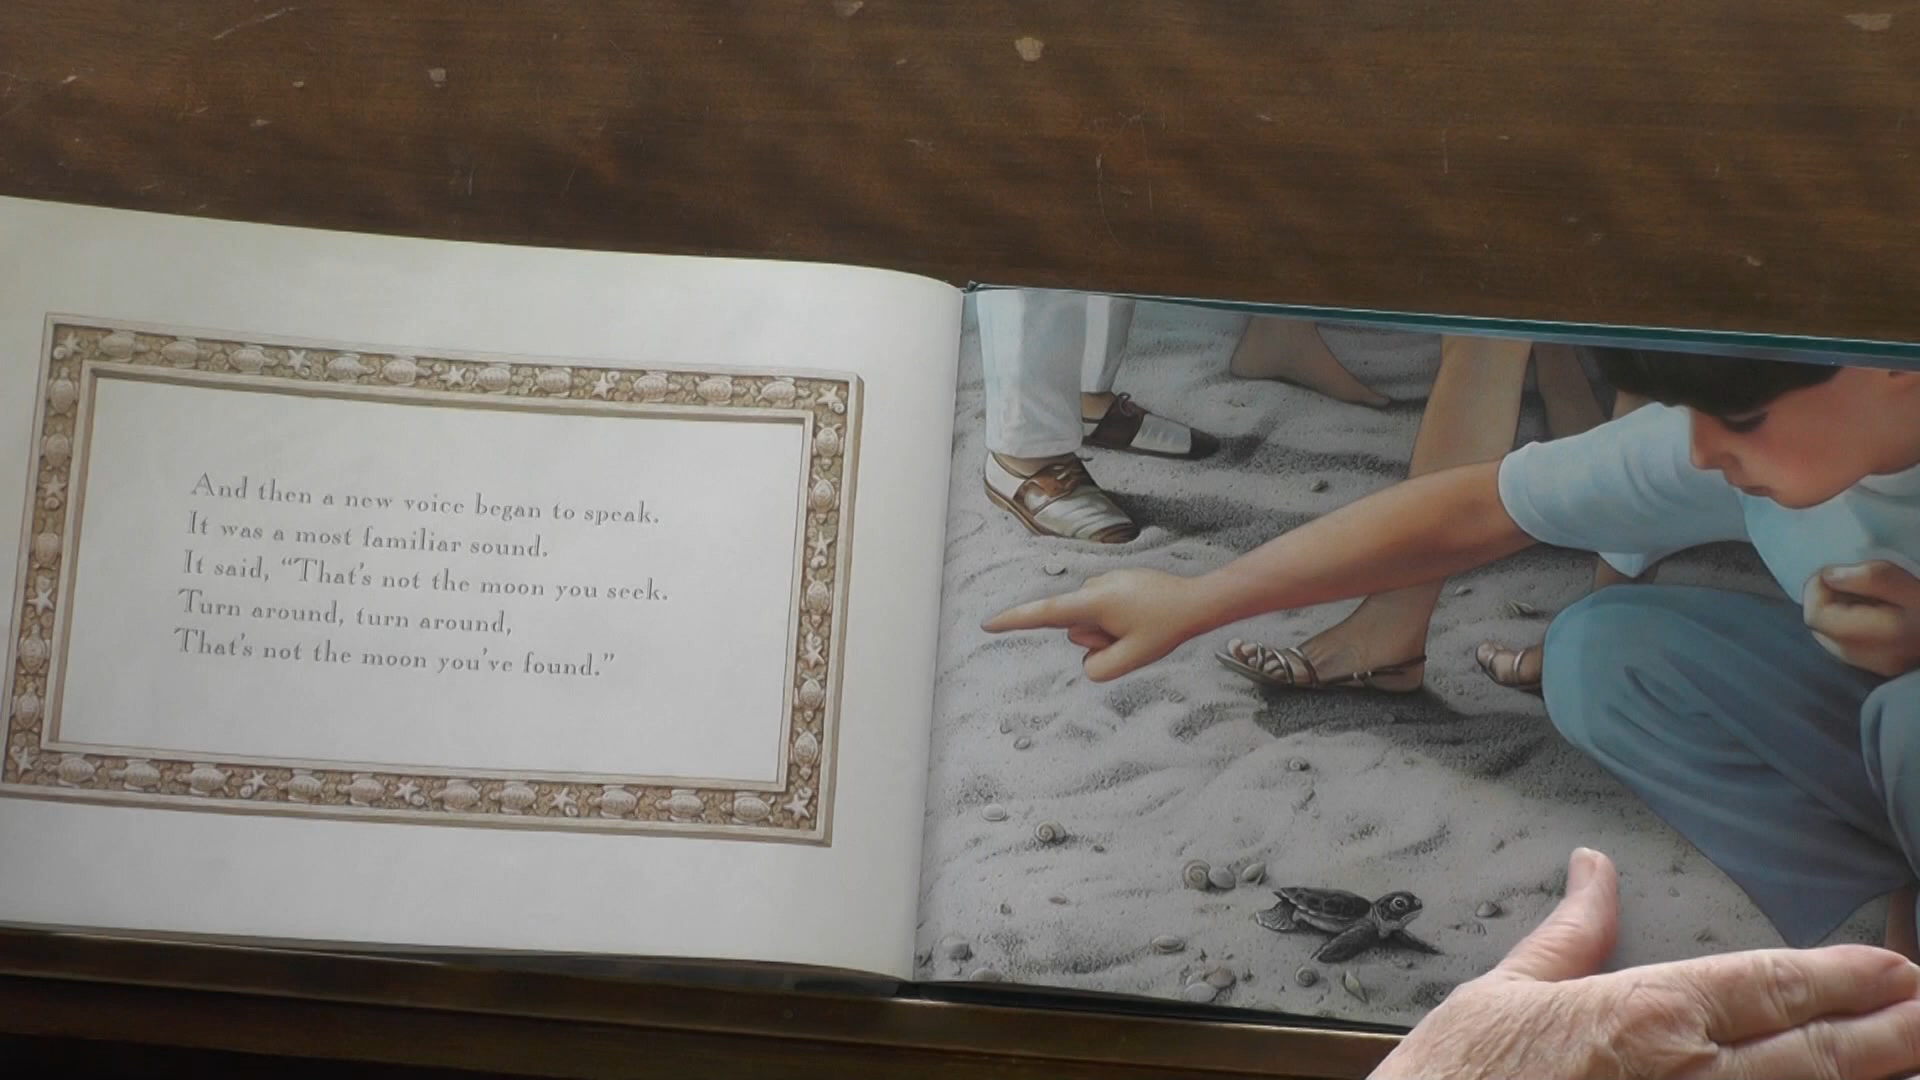 And then a new voice began to speak.
It was a most familiar sound.
It said, “That's not the moon you seek.
Turn around, turn around,
That's not the moon you've found.”